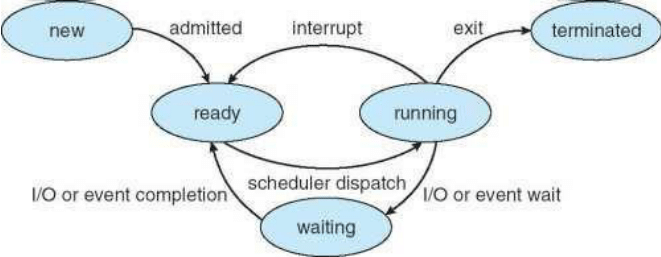 new
admitted
interrupt
exit
terminated
ready
running
I/O or event completion
scheduler dispatch
I/O or event wait
waiting